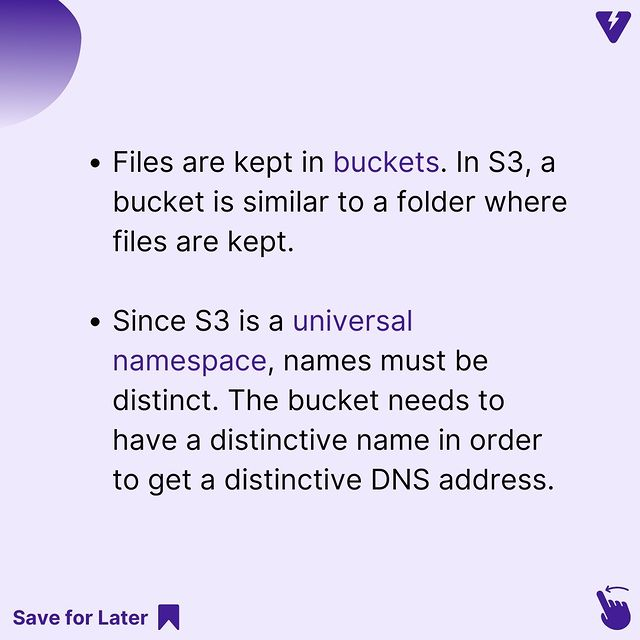 • Files are kept in buckets. In S3, a
bucket is similar to a folder where
files are kept.
• Since S3 is a universal
namespace, names must be
distinct. The bucket needs to
have a distinctive name in order
to get a distinctive DNS address.
Save for Later